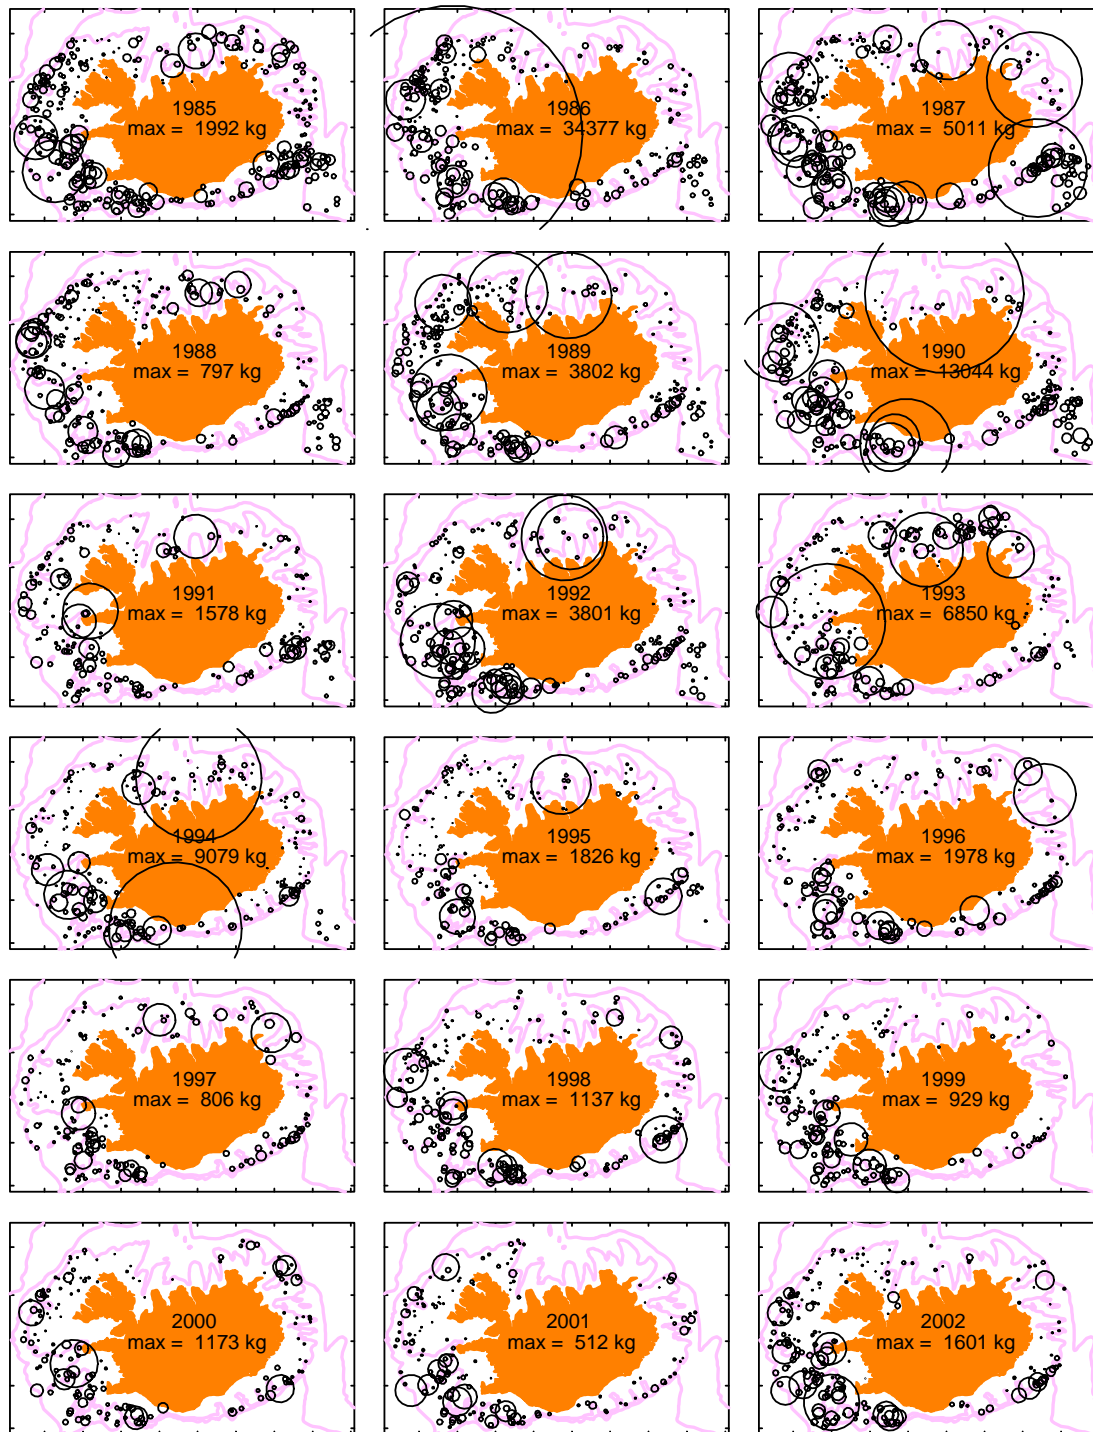 1985
max = 1992 kg
1986
max = 34377 kg
1987
max = 5011 kg
1988
max = 797 kg
1989
max = 3802 kg
1990
max = 13044 kg
1991
max = 1578 kg
1992
max = 3801 kg
1993
max = 6850 kg
1994
max = 9079 kg
1995
max = 1826 kg
1996
max = 1978 kg
1997
max = 806 kg
1998
max = 1137 kg
1999
max = 929 kg
2000
max = 1173 kg
2001
max = 512 kg
2002
max = 1601 kg